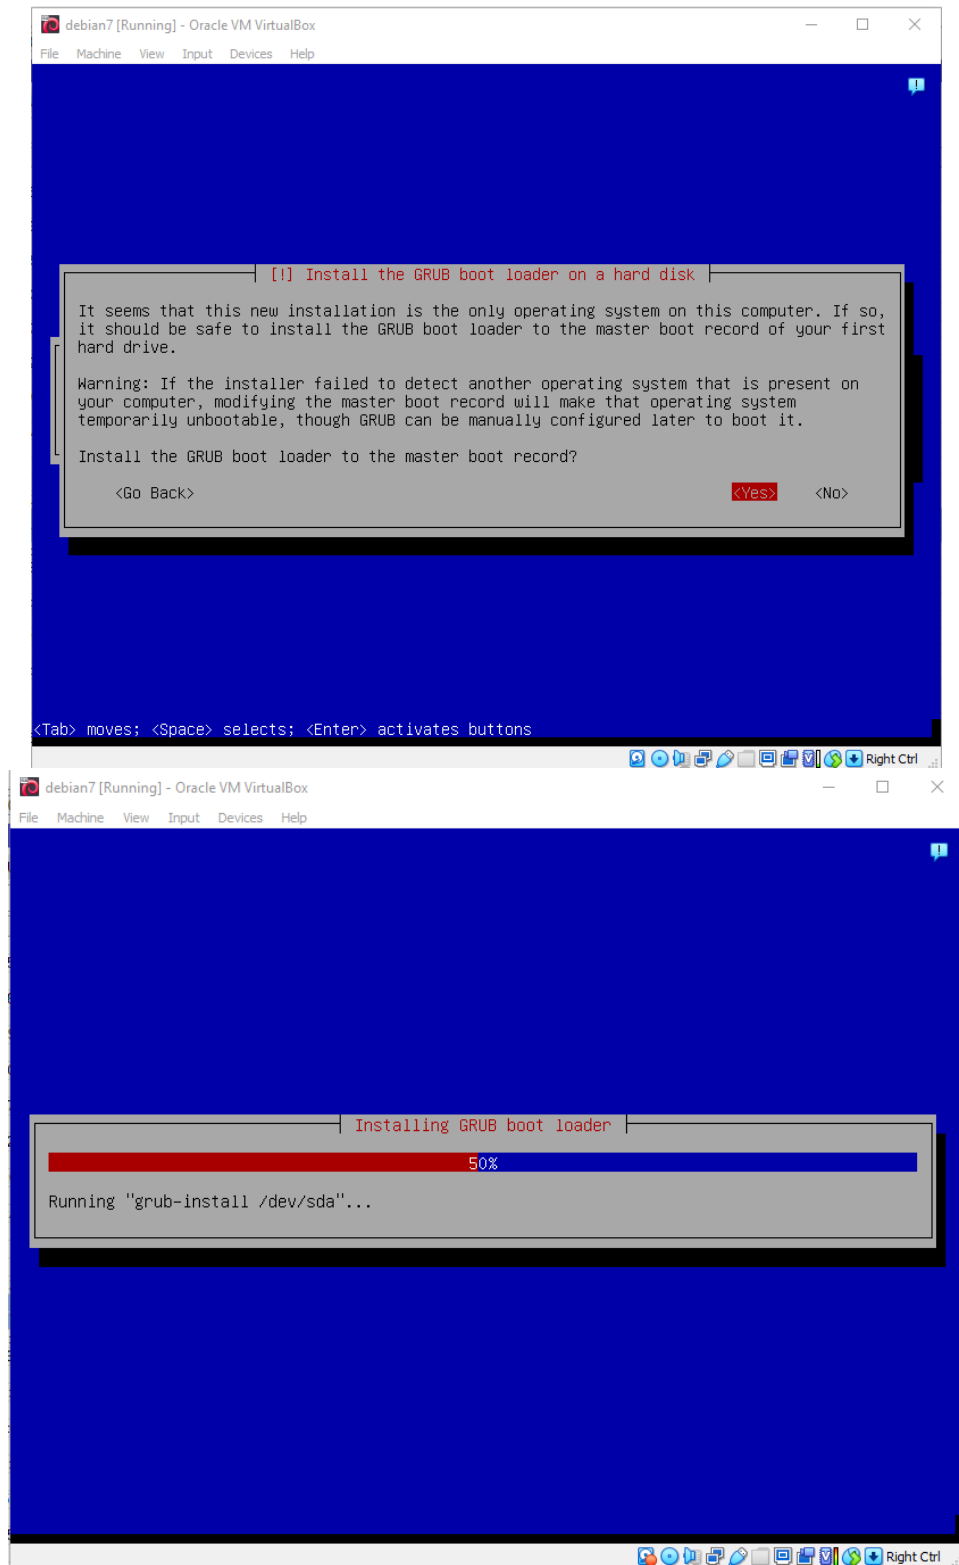 debian7 [Running] - Oracle VM VirtualBox
File Machine View Input Devices Help
[!] Install the GRUB boot loader on a hard disk
It seems that this new installation is the only operating system on this computer. If so,
it should be safe to install the GRUB boot loader to the master boot record of your first
hard drive.
Warning: If the installer failed to detect another operating system that is present on
your computer, modifying the master boot record will make that operating system
temporarily unbootable, though GRUB can be manually configured later to boot it.
Install the GRUB boot loader to the master boot record?
<Go Back> <Yes> <No>
<Tab> moves; <Space> selects; <Enter> activates buttons
Right Ctrl
debian7 [Running] - Oracle VM VirtualBox
File Machine View Input Devices Help
Installing GRUB boot loader
50%
Running "grub-install /dev/sda"...
Right Ctrl